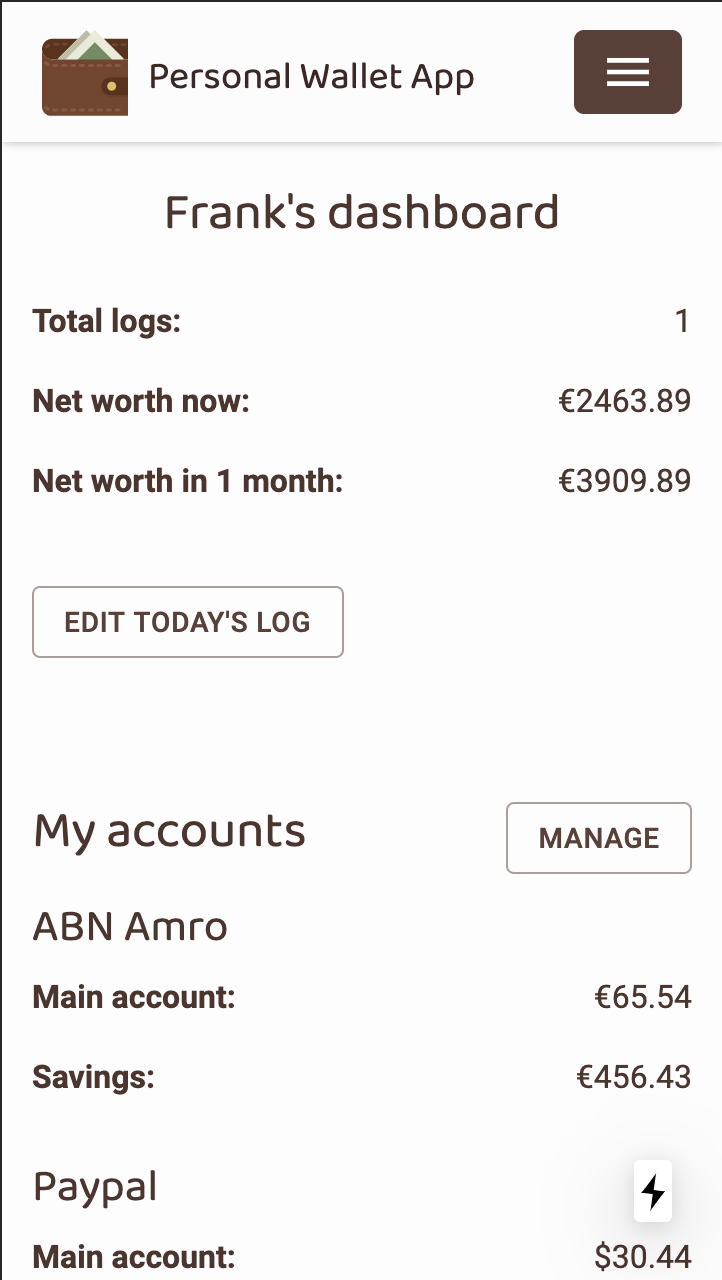 Personal Wallet App
Frank's dashboard
Total logs: 1
Net worth now: €2463.89
Net worth in 1 month: €3909.89
EDIT TODAY'S LOG
My accounts MANAGE
ABN Amro
Main account: €65.54
Savings: €456.43
Paypal
Main account: $30.44